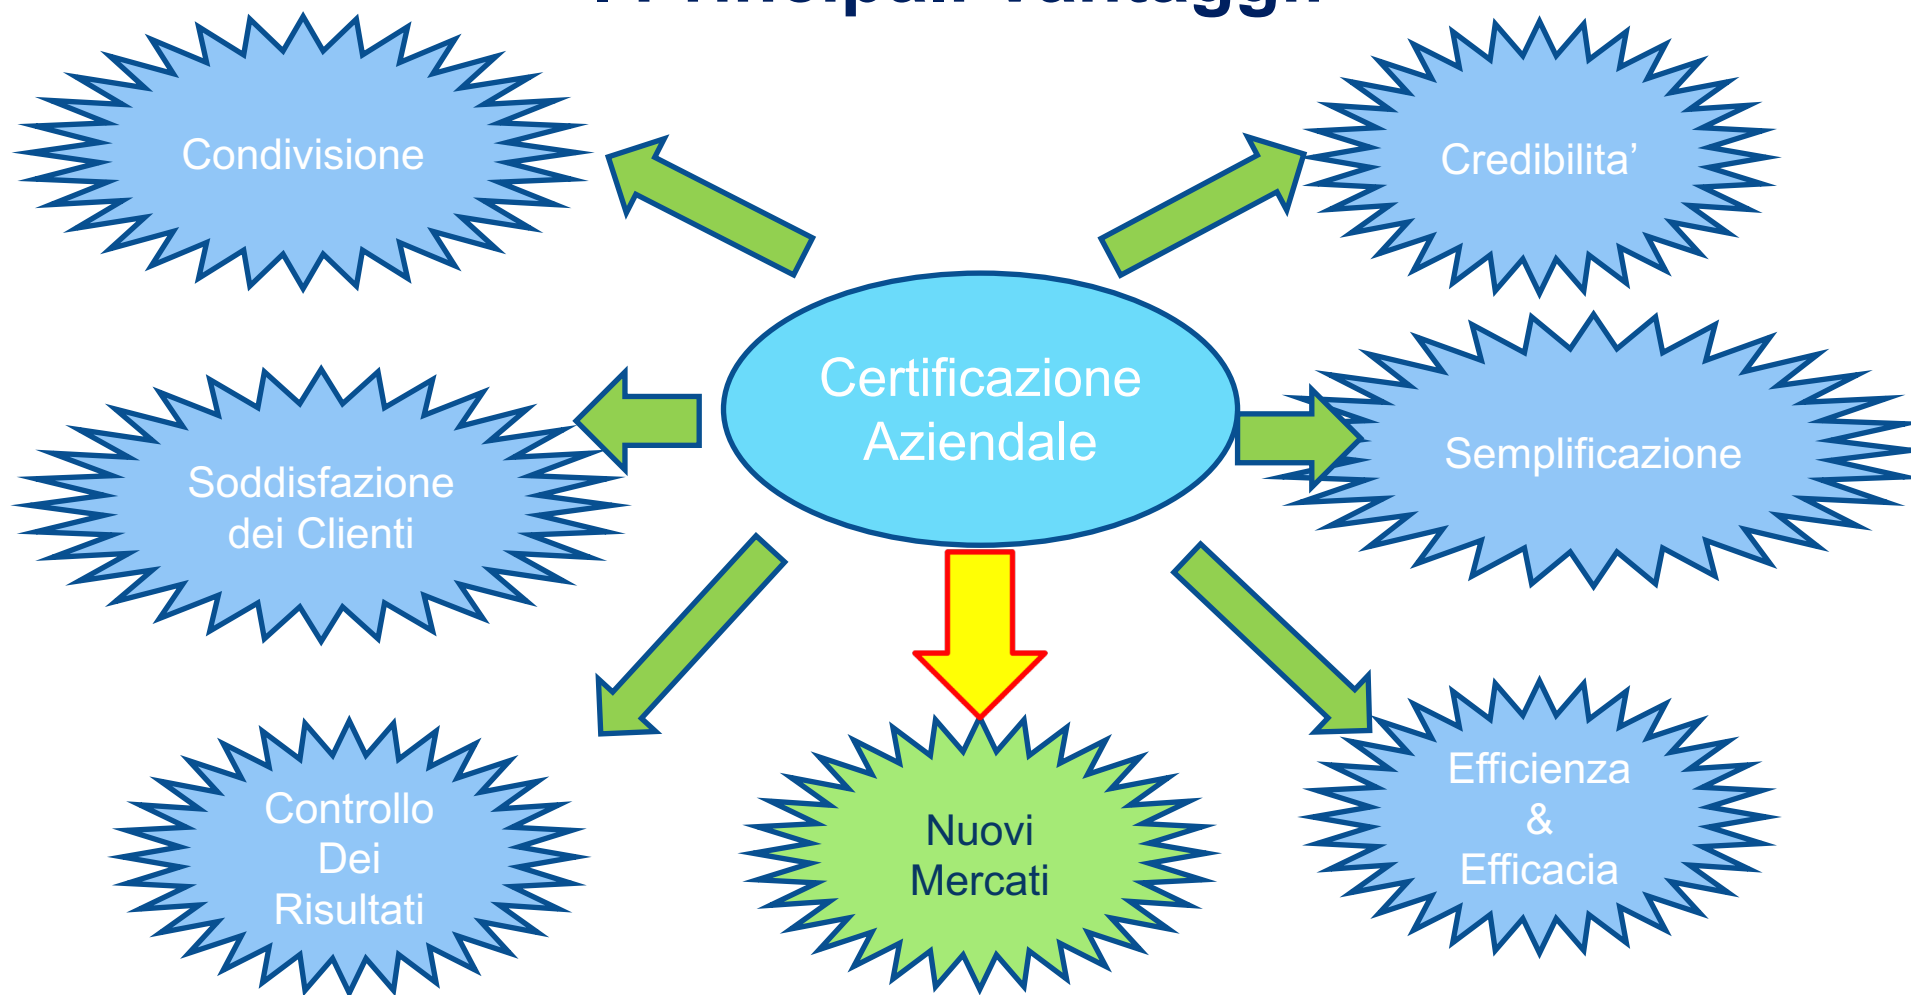 Condivisione
Credibilita’
Certificazione
Aziendale
Soddisfazione
dei Clienti
Semplificazione
Controllo
Dei
Risultati
Nuovi
Mercati
Efficienza
&
Efficacia